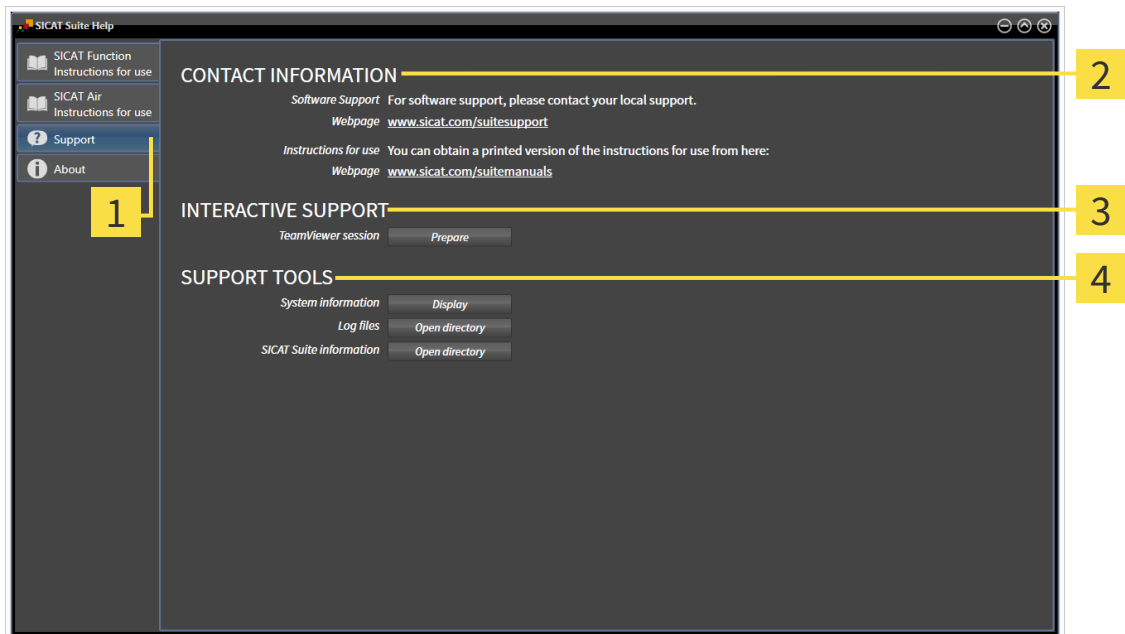 SICAT Suite Help
SICAT Function
Instructions for use
SICAT Air
Instructions for use
Support
About
1
CONTACT INFORMATION
2
Software Support For software support, please contact your local support.
Webpage www.sicat.com/suitesupport
Instructions for use You can obtain a printed version of the instructions for use from here:
Webpage www.sicat.com/suitemanuals
INTERACTIVE SUPPORT
3
TeamViewer session Prepare
SUPPORT TOOLS
4
System information Display
Log files Open directory
SICAT Suite information Open directory